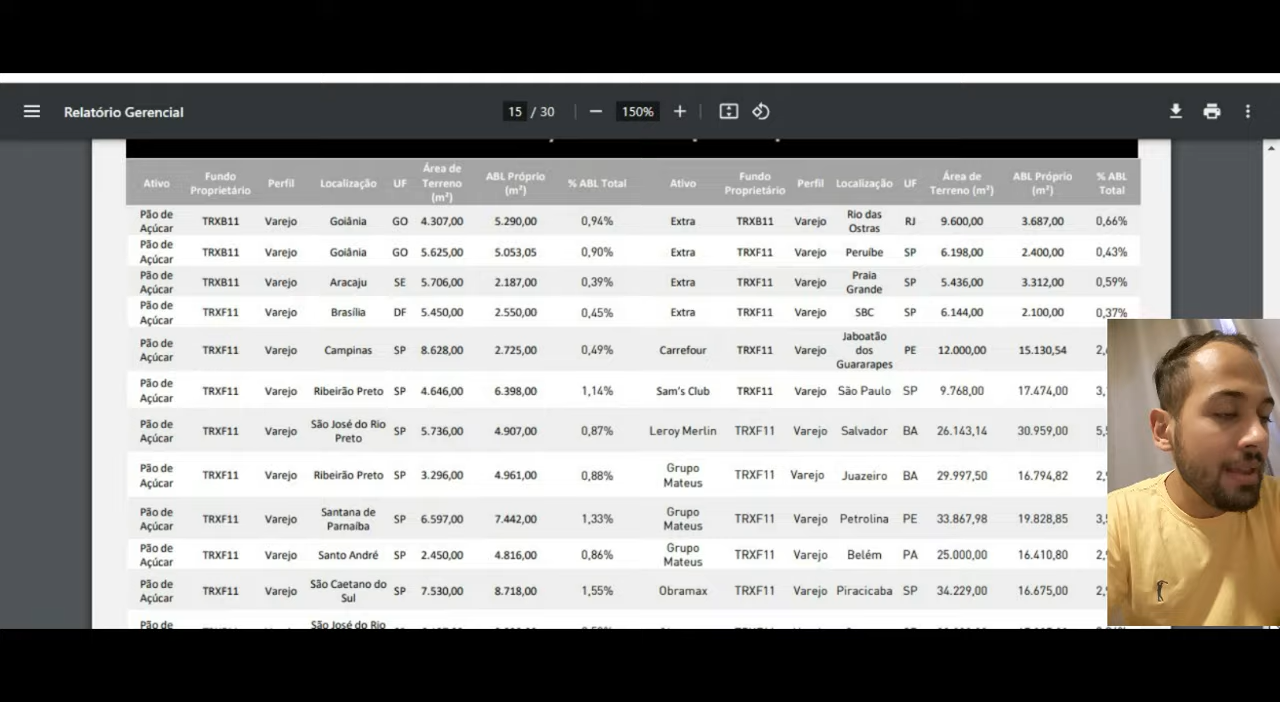 Relatório Gerencial
15 / 30
150%
Ativo Fundo Proprietário Perfil Localização UF Área de Terreno (m²) ABL Próprio (m²) % ABL Total Ativo Fundo Proprietário Perfil Localização UF Área de Terreno (m²) ABL Próprio (m²) % ABL Total
Pão de Açúcar TRXB11 Varejo Goiânia GO 4.307,00 5.290,00 0,94% Extra TRXB11 Varejo Rio das Ostras RJ 9.600,00 3.687,00 0,66%
Pão de Açúcar TRXB11 Varejo Goiânia GO 5.625,00 5.053,05 0,90% Extra TRXF11 Varejo Peruíbe SP 6.198,00 2.400,00 0,43%
Pão de Açúcar TRXB11 Varejo Aracaju SE 5.706,00 2.187,00 0,39% Extra TRXF11 Varejo Praia Grande SP 5.436,00 3.312,00 0,59%
Pão de Açúcar TRXF11 Varejo Brasília DF 5.450,00 2.550,00 0,45% Extra TRXF11 Varejo SBC SP 6.144,00 2.100,00 0,37%
Pão de Açúcar TRXF11 Varejo Campinas SP 8.628,00 2.725,00 0,49% Carrefour TRXF11 Varejo Jaboatão dos Guararapes PE 12.000,00 15.130,54 2,
Pão de Açúcar TRXF11 Varejo Ribeirão Preto SP 4.646,00 6.398,00 1,14% Sam's Club TRXF11 Varejo São Paulo SP 9.768,00 17.474,00 3,
Pão de Açúcar TRXF11 Varejo São José do Rio Preto SP 5.736,00 4.907,00 0,87% Leroy Merlin TRXF11 Varejo Salvador BA 26.143,14 30.959,00 5,
Pão de Açúcar TRXF11 Varejo Ribeirão Preto SP 3.296,00 4.961,00 0,88% Grupo Mateus TRXF11 Varejo Juazeiro BA 29.997,50 16.794,82 2,
Pão de Açúcar TRXF11 Varejo Santana de Parnaíba SP 6.597,00 7.442,00 1,33% Grupo Mateus TRXF11 Varejo Petrolina PE 33.867,98 19.828,85 3,
Pão de Açúcar TRXF11 Varejo Santo André SP 2.450,00 4.816,00 0,86% Grupo Mateus TRXF11 Varejo Belém PA 25.000,00 16.410,80 2,
Pão de Açúcar TRXF11 Varejo São Caetano do Sul SP 7.530,00 8.718,00 1,55% Obramax TRXF11 Varejo Piracicaba SP 34.229,00 16.675,00 2,
Pão de São José do Rio